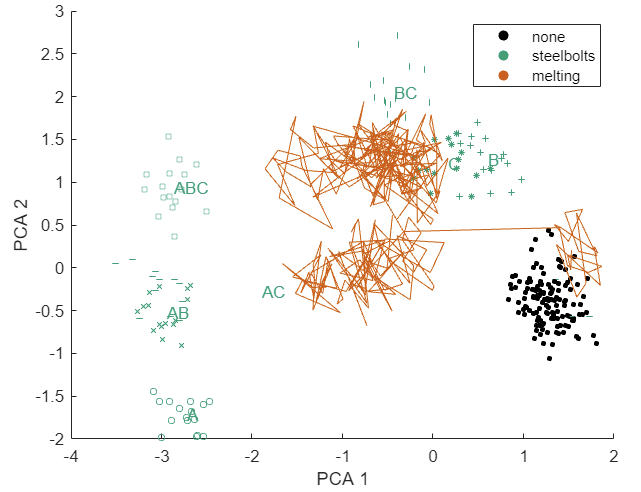 3
2.5
2
1.5
1
0.5
0
-0.5
-1
-1.5
-2
-4
-3
-2
-1
0
1
2
PCA 2
PCA 1
none
steelbolts
melting
BC
C
B
ABC
AC
AB
A